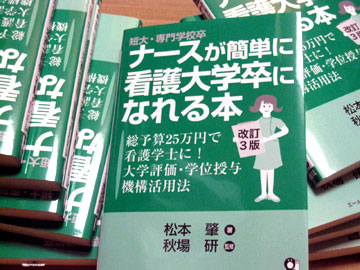 短大・専門学校卒
ナースが簡単に
看護大学卒に
なれる本
改訂
3版
総予算25万円で
看護学士に!
大学評価・学位授与
機構活用法
松本 肇 著
秋場 研 監修